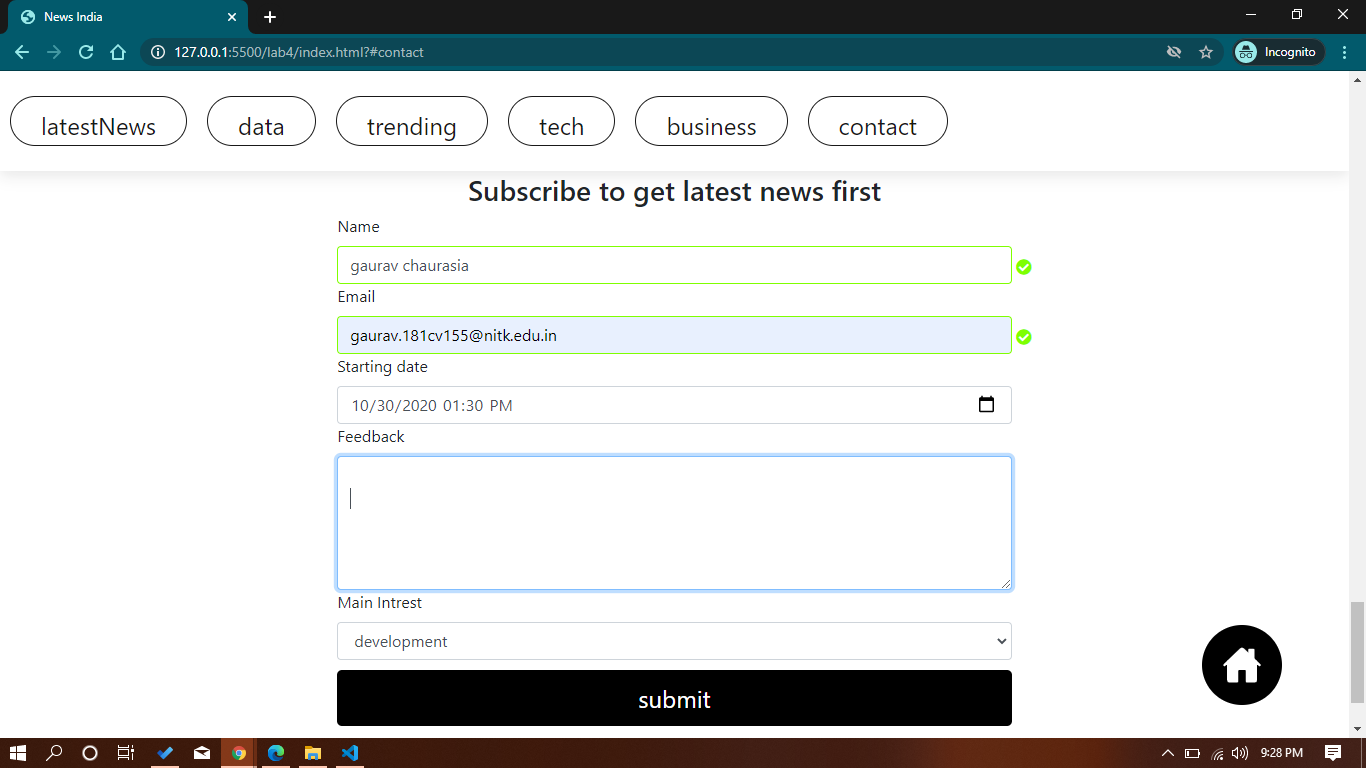 News India
127.0.0.1:5500/lab4/index.html?#contact
Incognito
latestNews data trending tech business contact
Subscribe to get latest news first
Name
gaurav chaurasia
Email
gaurav.181cv155@nitk.edu.in
Starting date
10/30/2020 01:30 PM
Feedback
Main Intrest
development
submit
9:28 PM